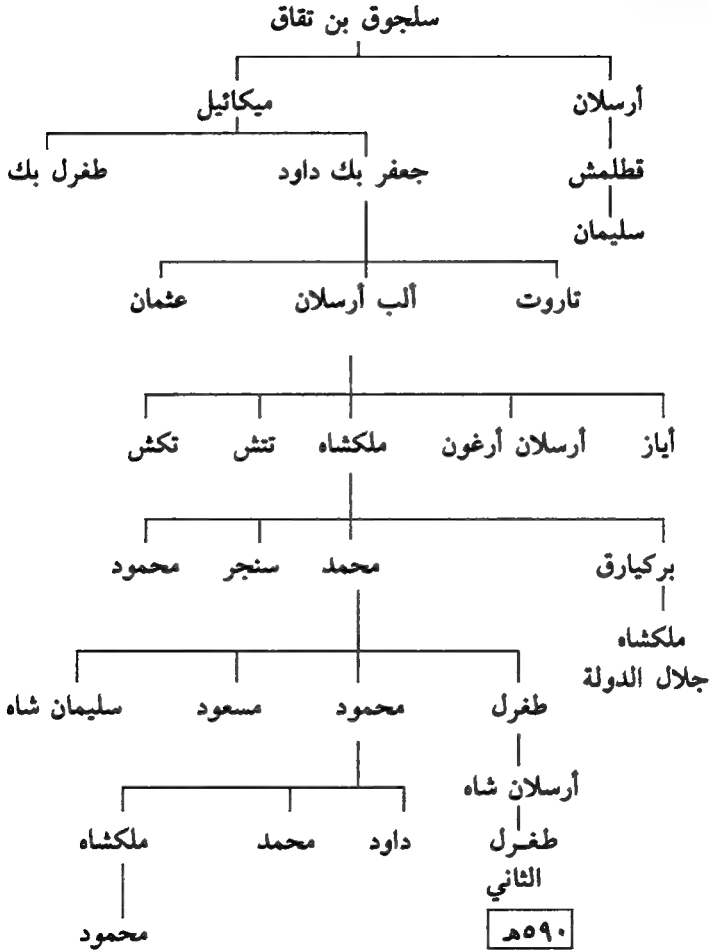 سلجوق بن تقاق
أرسلان ميكائيل
قطلمش جعفر بك داود طغرل بك
سليمان
تاروت ألب أرسلان عثمان
أياز أرسلان أرغون ملكشاه تتش تكش
بركيارق محمد سنجر محمود
ملكشاه
جلال الدولة
طغرل محمود مسعود سليمان شاه
أرسلان شاه
طغرل داود محمد ملكشاه
الثاني
محمود
٥٩٠هـ